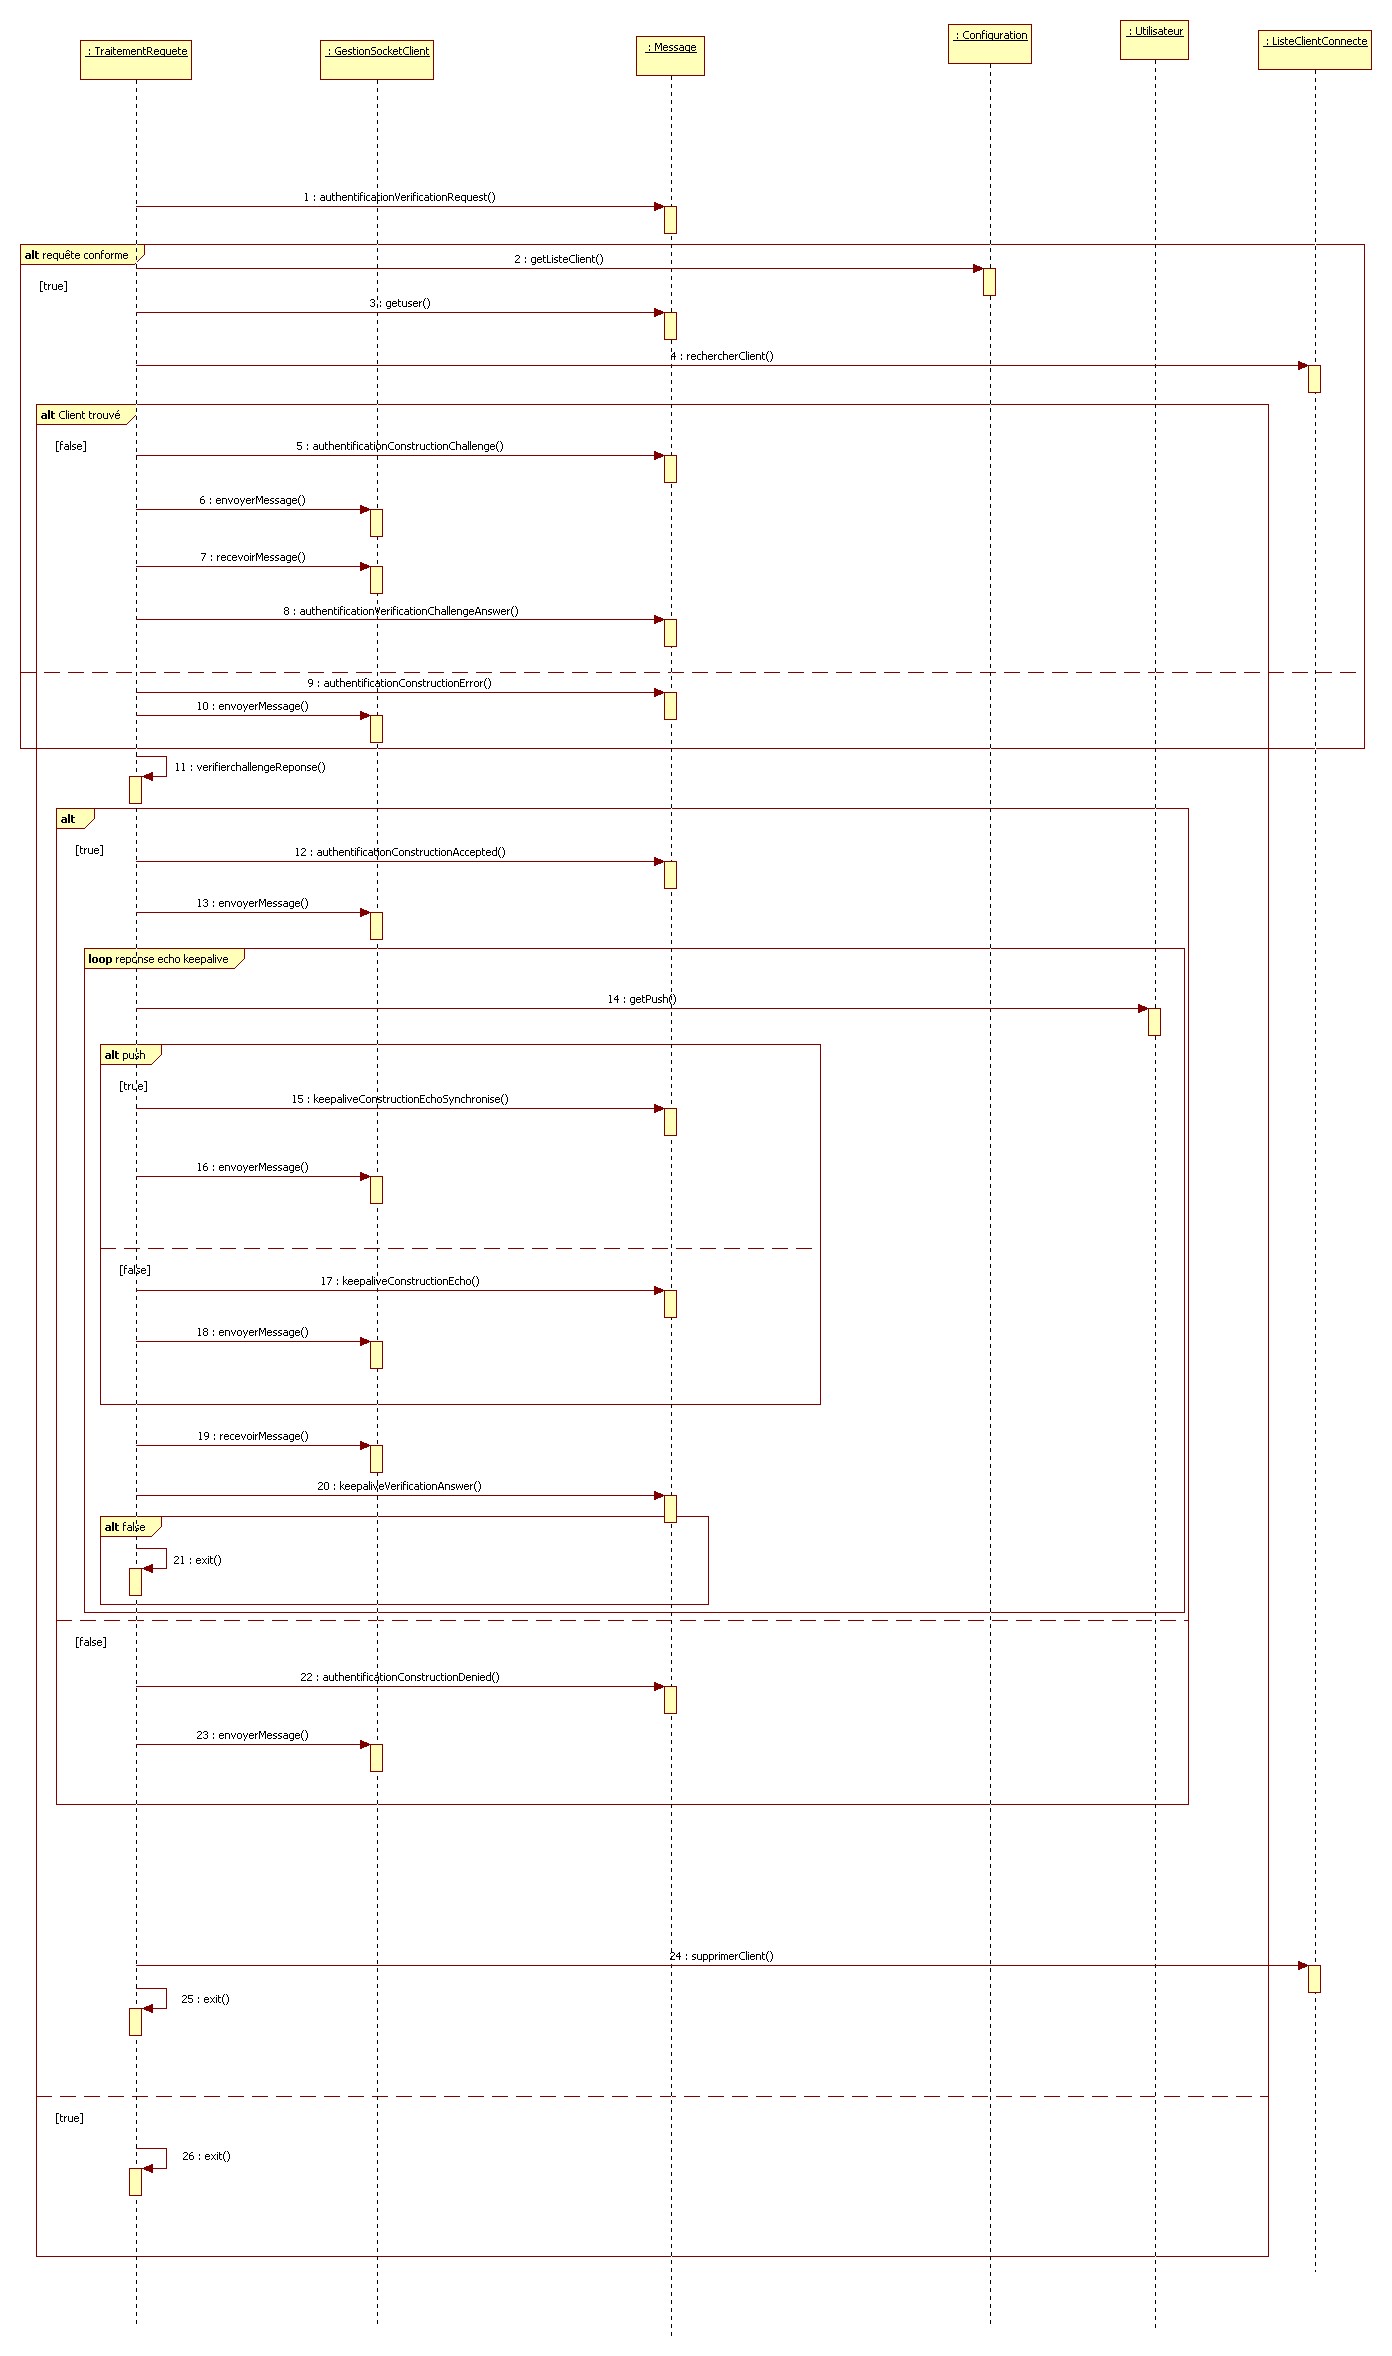 : TraitementRequete
: GestionSocketClient
: Message
: Configuration
: Utilisateur
: ListeClientConnecte
1 : authentificationVerificationRequest()
alt requête conforme
2 : getListeClient()
[true]
3 : getuser()
4 : rechercherClient()
alt Client trouvé
[false]
5 : authentificationConstructionChallenge()
6 : envoyerMessage()
7 : recevoirMessage()
8 : authentificationVerificationChallengeAnswer()
9 : authentificationConstructionError()
10 : envoyerMessage()
11 : verifierchallengeReponse()
alt
[true]
12 : authentificationConstructionAccepted()
13 : envoyerMessage()
loop reponse echo keepalive
14 : getPush()
alt push
[true]
15 : keepaliveConstructionEchoSynchronise()
16 : envoyerMessage()
[false]
17 : keepaliveConstructionEcho()
18 : envoyerMessage()
19 : recevoirMessage()
20 : keepaliveVerificationAnswer()
alt false
21 : exit()
[false]
22 : authentificationConstructionDenied()
23 : envoyerMessage()
24 : supprimerClient()
25 : exit()
[true]
26 : exit()